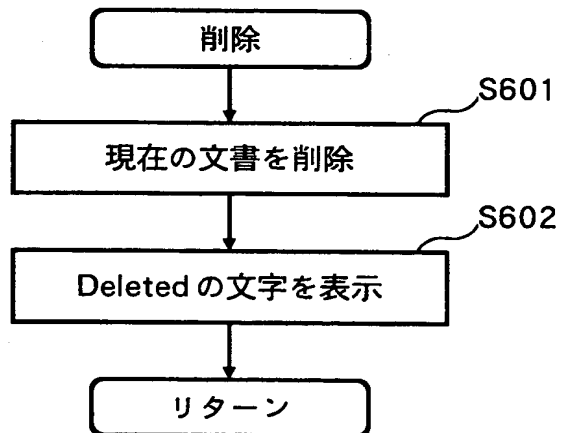 削除
S601
現在の文書を削除
S602
Deletedの文字を表示
リターン